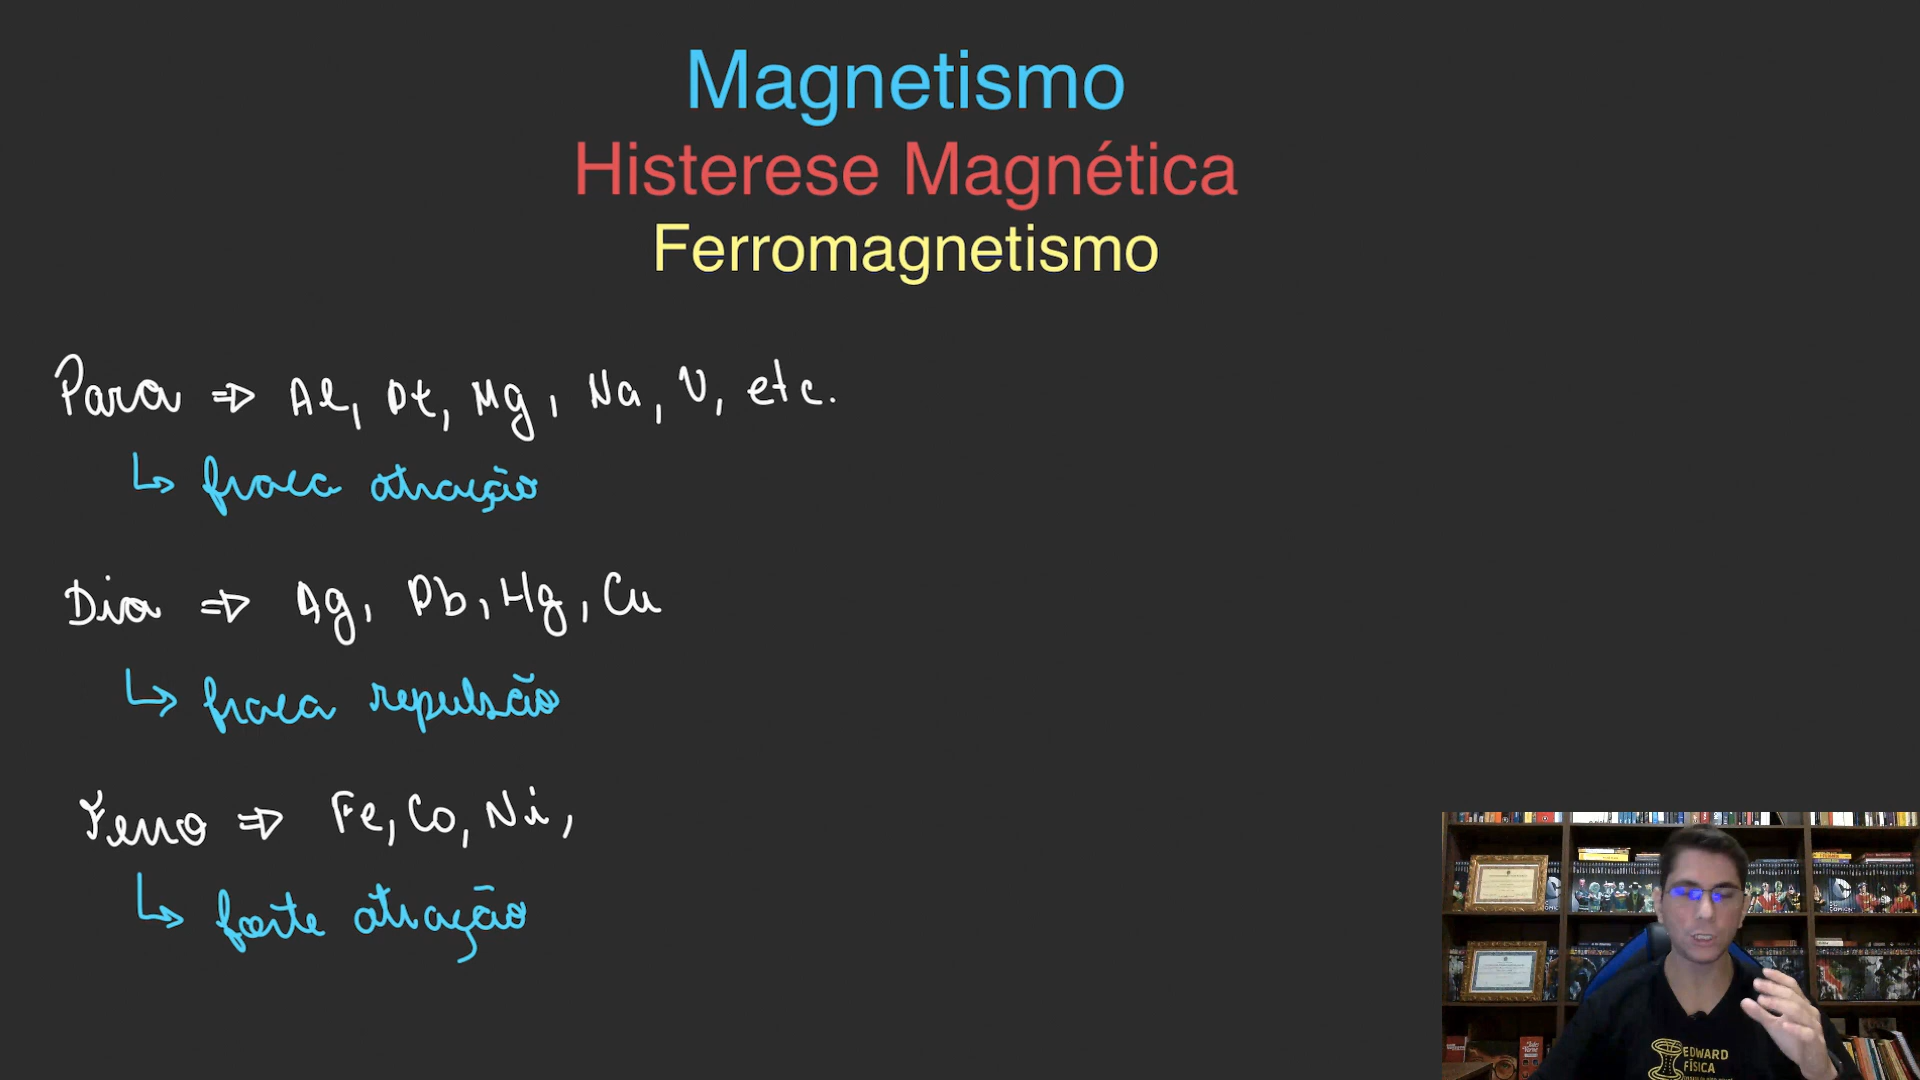 Magnetismo
Histerese Magnética
Ferromagnetismo
Para ⇒ Al, Pt, Mg, Na, U, etc.
↳ fraca atração
Dia ⇒ Ag, Pb, Hg, Cu
↳ fraca repulsão
Ferro ⇒ Fe, Co, Ni,
↳ forte atração
EDWARD
FÍSICA